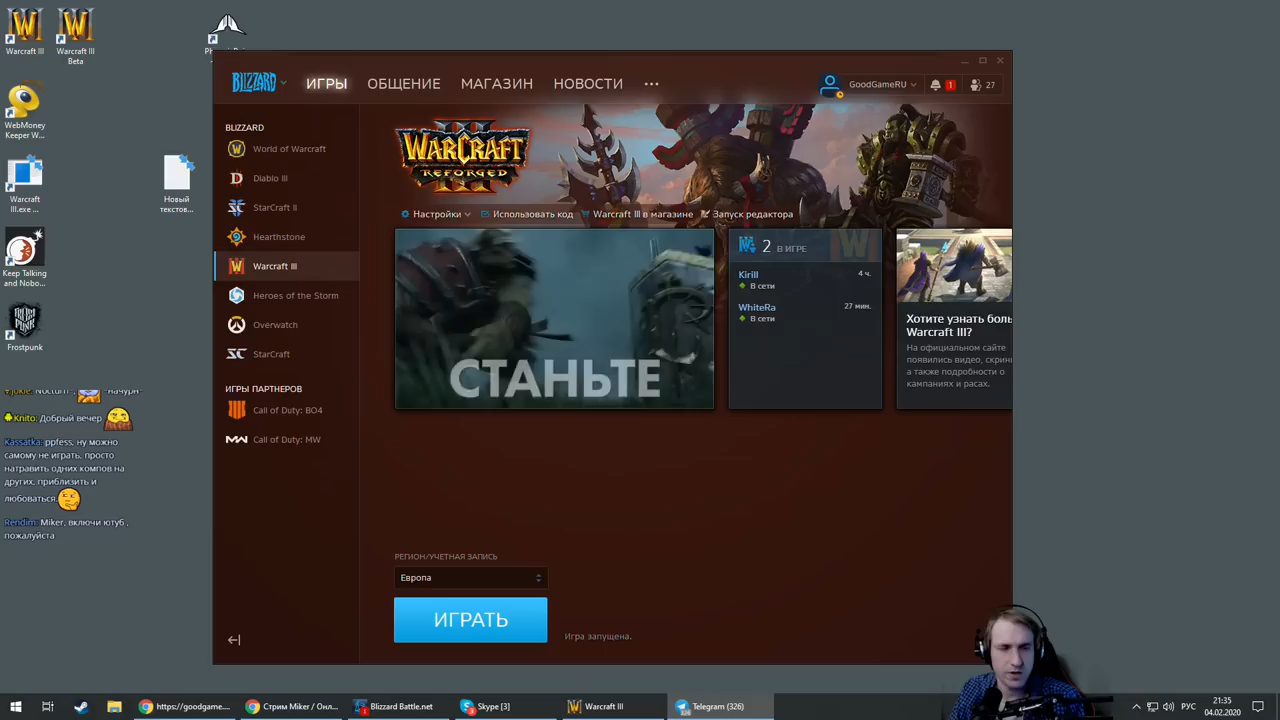 Warcraft III
Warcraft III
Beta
WebMoney
Keeper W...
Warcraft
III.exe ...
Новый
текстов...
Keep Talking
and Nobo...
Frostpunk
Nocturn
Knito: Добрый вечер
Kassatka: ppfess, ну можно
самому не играть, просто
натравить одних компов на
других, приблизить и
любоваться
Rendim: Miker, включи ютуб ,
пожалуйста
BLIZZARD
ИГРЫ
ОБЩЕНИЕ
МАГАЗИН
НОВОСТИ
GoodGameRU
1
27
BLIZZARD
World of Warcraft
Diablo III
StarCraft II
Hearthstone
Warcraft III
Heroes of the Storm
Overwatch
StarCraft
ИГРЫ ПАРТНЕРОВ
Call of Duty: BO4
Call of Duty: MW
WARCRAFT
REFORGED
Настройки
Использовать код
Warcraft III в магазине
Запуск редактора
СТАНЬТЕ
2 В ИГРЕ
Kirill 4 ч.
В сети
WhiteRa 27 мин.
В сети
Хотите узнать боль
Warcraft III?
На официальном сайте
появились видео, скрин
а также подробности о
кампаниях и расах.
РЕГИОН/УЧЕТНАЯ ЗАПИСЬ
Европа
ИГРАТЬ
Игра запущена.
https://goodgame....
Стрим Miker / Онл...
Blizzard Battle.net
Skype [3]
Warcraft III
Telegram (326)
РУС
21:35
04.02.2020